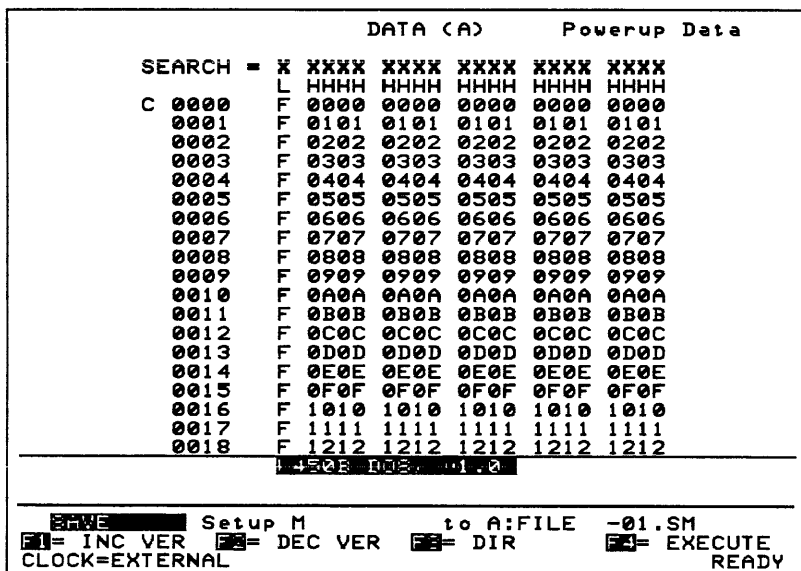 DATA (A) Powerup Data
SEARCH = X XXXX XXXX XXXX XXXX XXXX
L HHHH HHHH HHHH HHHH HHHH
C 0000 F 0000 0000 0000 0000 0000
0001 F 0101 0101 0101 0101 0101
0002 F 0202 0202 0202 0202 0202
0003 F 0303 0303 0303 0303 0303
0004 F 0404 0404 0404 0404 0404
0005 F 0505 0505 0505 0505 0505
0006 F 0606 0606 0606 0606 0606
0007 F 0707 0707 0707 0707 0707
0008 F 0808 0808 0808 0808 0808
0009 F 0909 0909 0909 0909 0909
0010 F 0A0A 0A0A 0A0A 0A0A 0A0A
0011 F 0B0B 0B0B 0B0B 0B0B 0B0B
0012 F 0C0C 0C0C 0C0C 0C0C 0C0C
0013 F 0D0D 0D0D 0D0D 0D0D 0D0D
0014 F 0E0E 0E0E 0E0E 0E0E 0E0E
0015 F 0F0F 0F0F 0F0F 0F0F 0F0F
0016 F 1010 1010 1010 1010 1010
0017 F 1111 1111 1111 1111 1111
0018 F 1212 1212 1212 1212 1212
SAVE Setup M to A:FILE -01.SM
F1= INC VER F2= DEC VER F3= DIR F4= EXECUTE
CLOCK=EXTERNAL READY